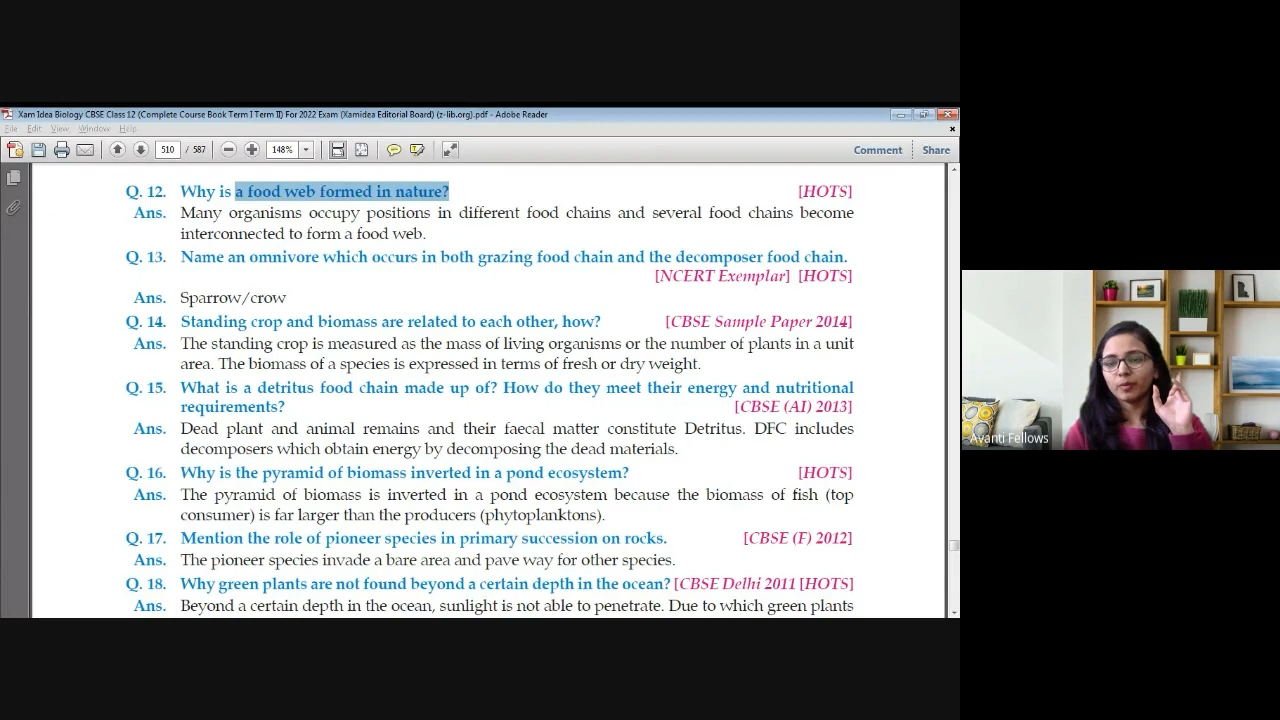 Xam Idea Biology CBSE Class 12 (Complete Course Book Term I Term II) For 2022 Exam (Xamidea Editorial Board) (z-lib.org).pdf - Adobe Reader
File Edit View Window Help
510 / 587 148% Comment Share
Q. 12. Why is a food web formed in nature? [HOTS]
Ans. Many organisms occupy positions in different food chains and several food chains become
interconnected to form a food web.
Q. 13. Name an omnivore which occurs in both grazing food chain and the decomposer food chain.
[NCERT Exemplar] [HOTS]
Ans. Sparrow/crow
Q. 14. Standing crop and biomass are related to each other, how? [CBSE Sample Paper 2014]
Ans. The standing crop is measured as the mass of living organisms or the number of plants in a unit
area. The biomass of a species is expressed in terms of fresh or dry weight.
Q. 15. What is a detritus food chain made up of? How do they meet their energy and nutritional
requirements? [CBSE (AI) 2013]
Ans. Dead plant and animal remains and their faecal matter constitute Detritus. DFC includes
decomposers which obtain energy by decomposing the dead materials.
Q. 16. Why is the pyramid of biomass inverted in a pond ecosystem? [HOTS]
Ans. The pyramid of biomass is inverted in a pond ecosystem because the biomass of fish (top
consumer) is far larger than the producers (phytoplanktons).
Q. 17. Mention the role of pioneer species in primary succession on rocks. [CBSE (F) 2012]
Ans. The pioneer species invade a bare area and pave way for other species.
Q. 18. Why green plants are not found beyond a certain depth in the ocean? [CBSE Delhi 2011 [HOTS]
Ans. Beyond a certain depth in the ocean, sunlight is not able to penetrate. Due to which green plants
Avanti Fellows